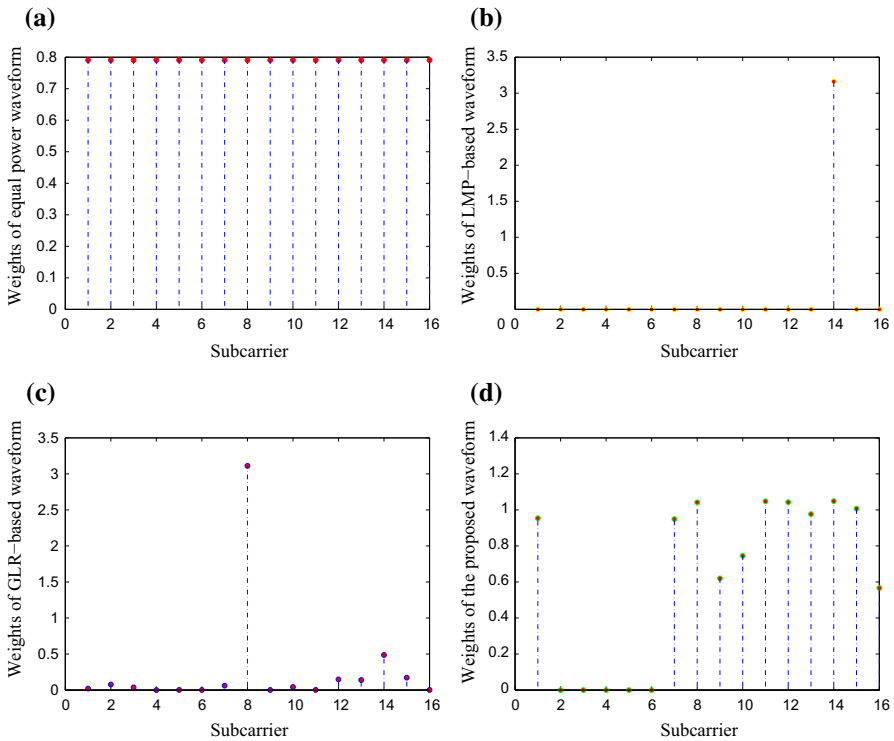 (a)
Weights of equal power waveform
0.8
0.7
0.6
0.5
0.4
0.3
0.2
0.1
0
0 2 4 6 8 10 12 14 16
Subcarrier
(b)
Weights of LMP−based waveform
3.5
3
2.5
2
1.5
1
0.5
0
0 2 4 6 8 10 12 14 16
Subcarrier
(c)
Weights of GLR−based waveform
3.5
3
2.5
2
1.5
1
0.5
0
0 2 4 6 8 10 12 14 16
Subcarrier
(d)
Weights of the proposed waveform
1.4
1.2
1
0.8
0.6
0.4
0.2
0
0 2 4 6 8 10 12 14 16
Subcarrier